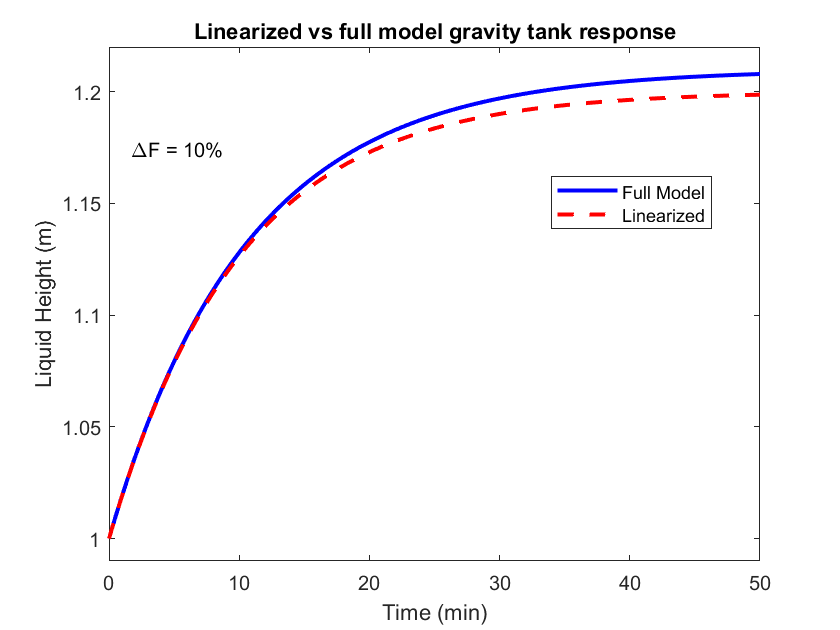 Linearized vs full model gravity tank response
1.2
ΔF = 10%
Full Model
Linearized
1.15
Liquid Height (m)
1.1
1.05
1
0 10 20 30 40 50
Time (min)